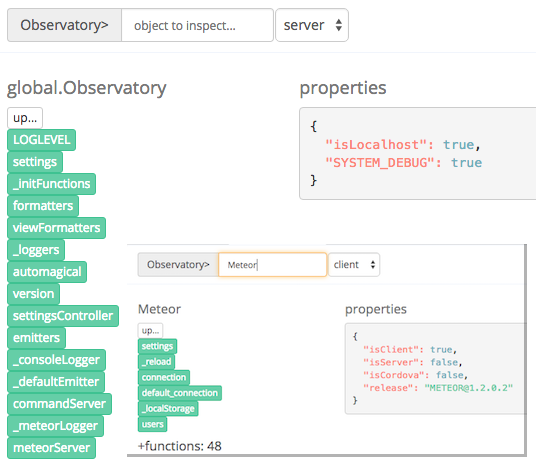 Observatory> object to inspect... server
global.Observatory
up...
LOGLEVEL
settings
_initFunctions
formatters
viewFormatters
_loggers
automagical
version
settingsController
emitters
_consoleLogger
_defaultEmitter
commandServer
_meteorLogger
meteorServer
properties
{
"isLocalhost": true,
"SYSTEM_DEBUG": true
}
Observatory> Meteor client
Meteor
up...
settings
_reload
connection
default_connection
_localStorage
users
+functions: 48
properties
{
"isClient": true,
"isServer": false,
"isCordova": false,
"release": "METEOR@1.2.0.2"
}